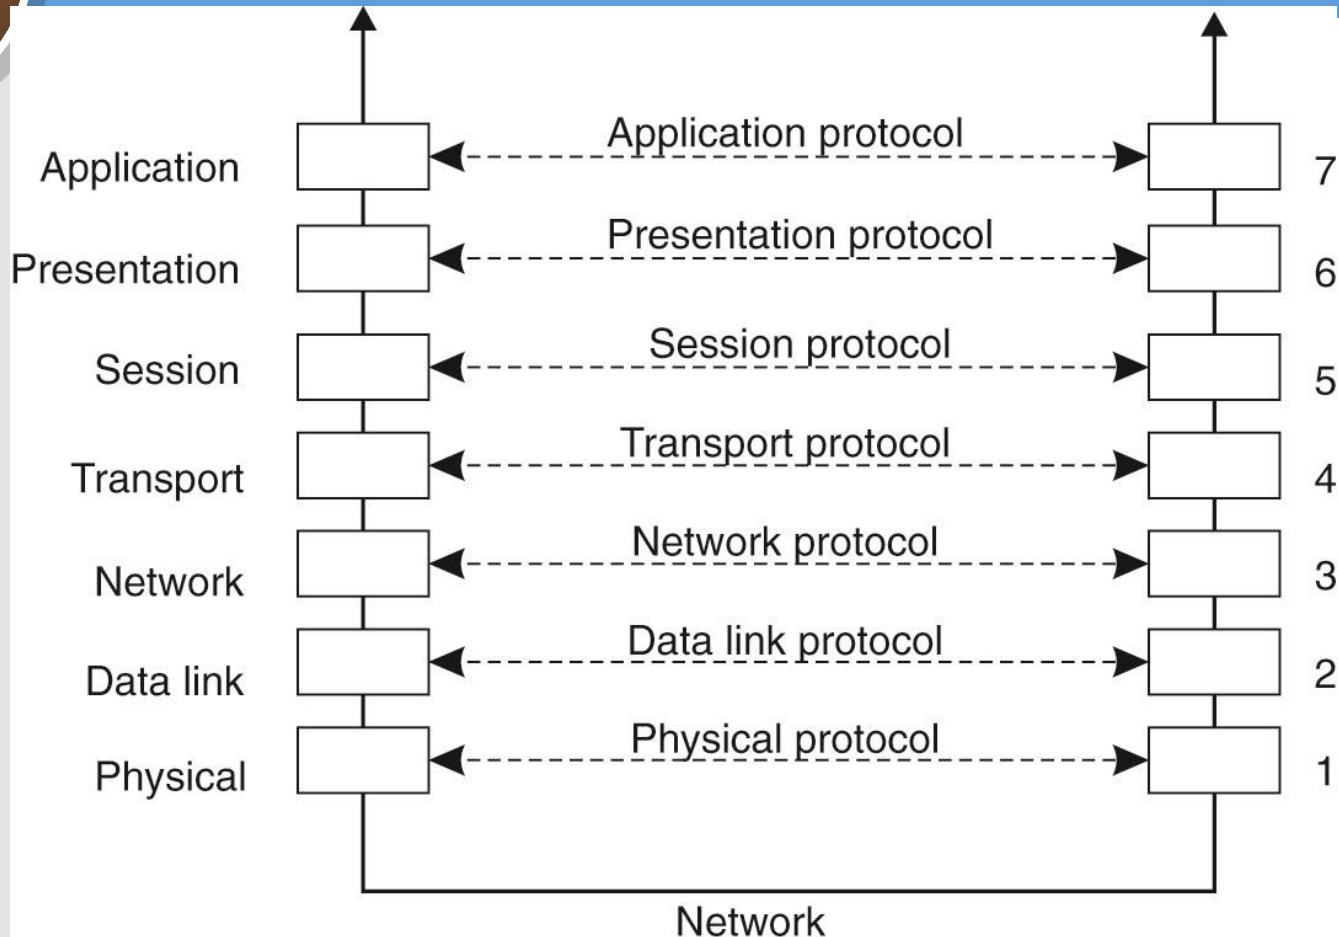 Application protocol
Application 7
Presentation protocol
Presentation 6
Session protocol
Session 5
Transport protocol
Transport 4
Network protocol
Network 3
Data link protocol
Data link 2
Physical protocol
Physical 1
Network